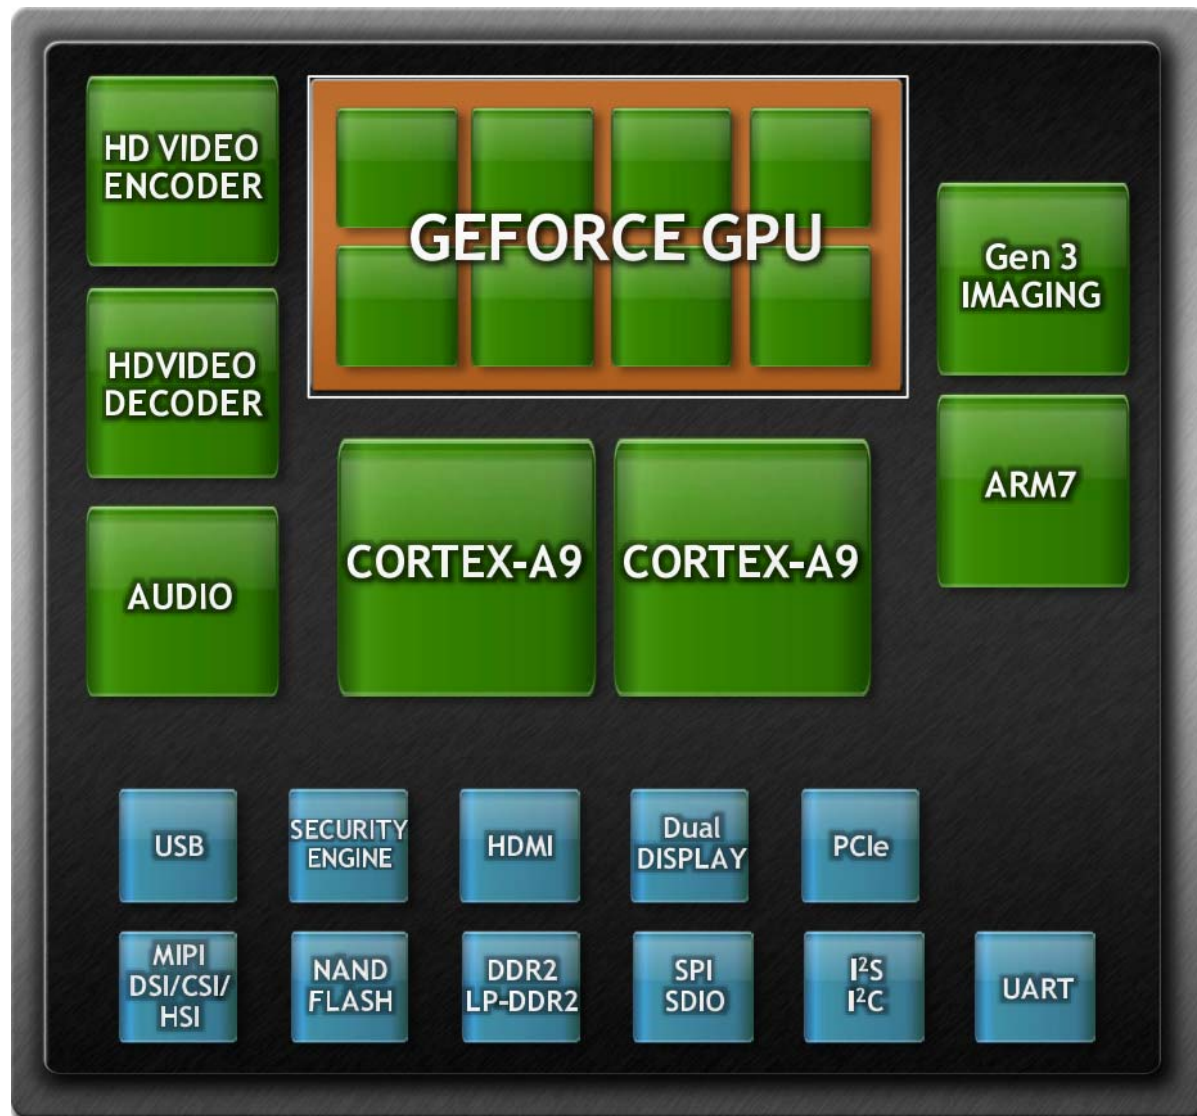 HD VIDEO
ENCODER
GEFORCE GPU
Gen 3
IMAGING
HDVIDEO
DECODER
ARM7
CORTEX-A9
CORTEX-A9
AUDIO
USB
SECURITY
ENGINE
HDMI
Dual
DISPLAY
PCIe
MIPI
DSI/CSI/
HSI
NAND
FLASH
DDR2
LP-DDR2
SPI
SDIO
I²S
I²C
UART